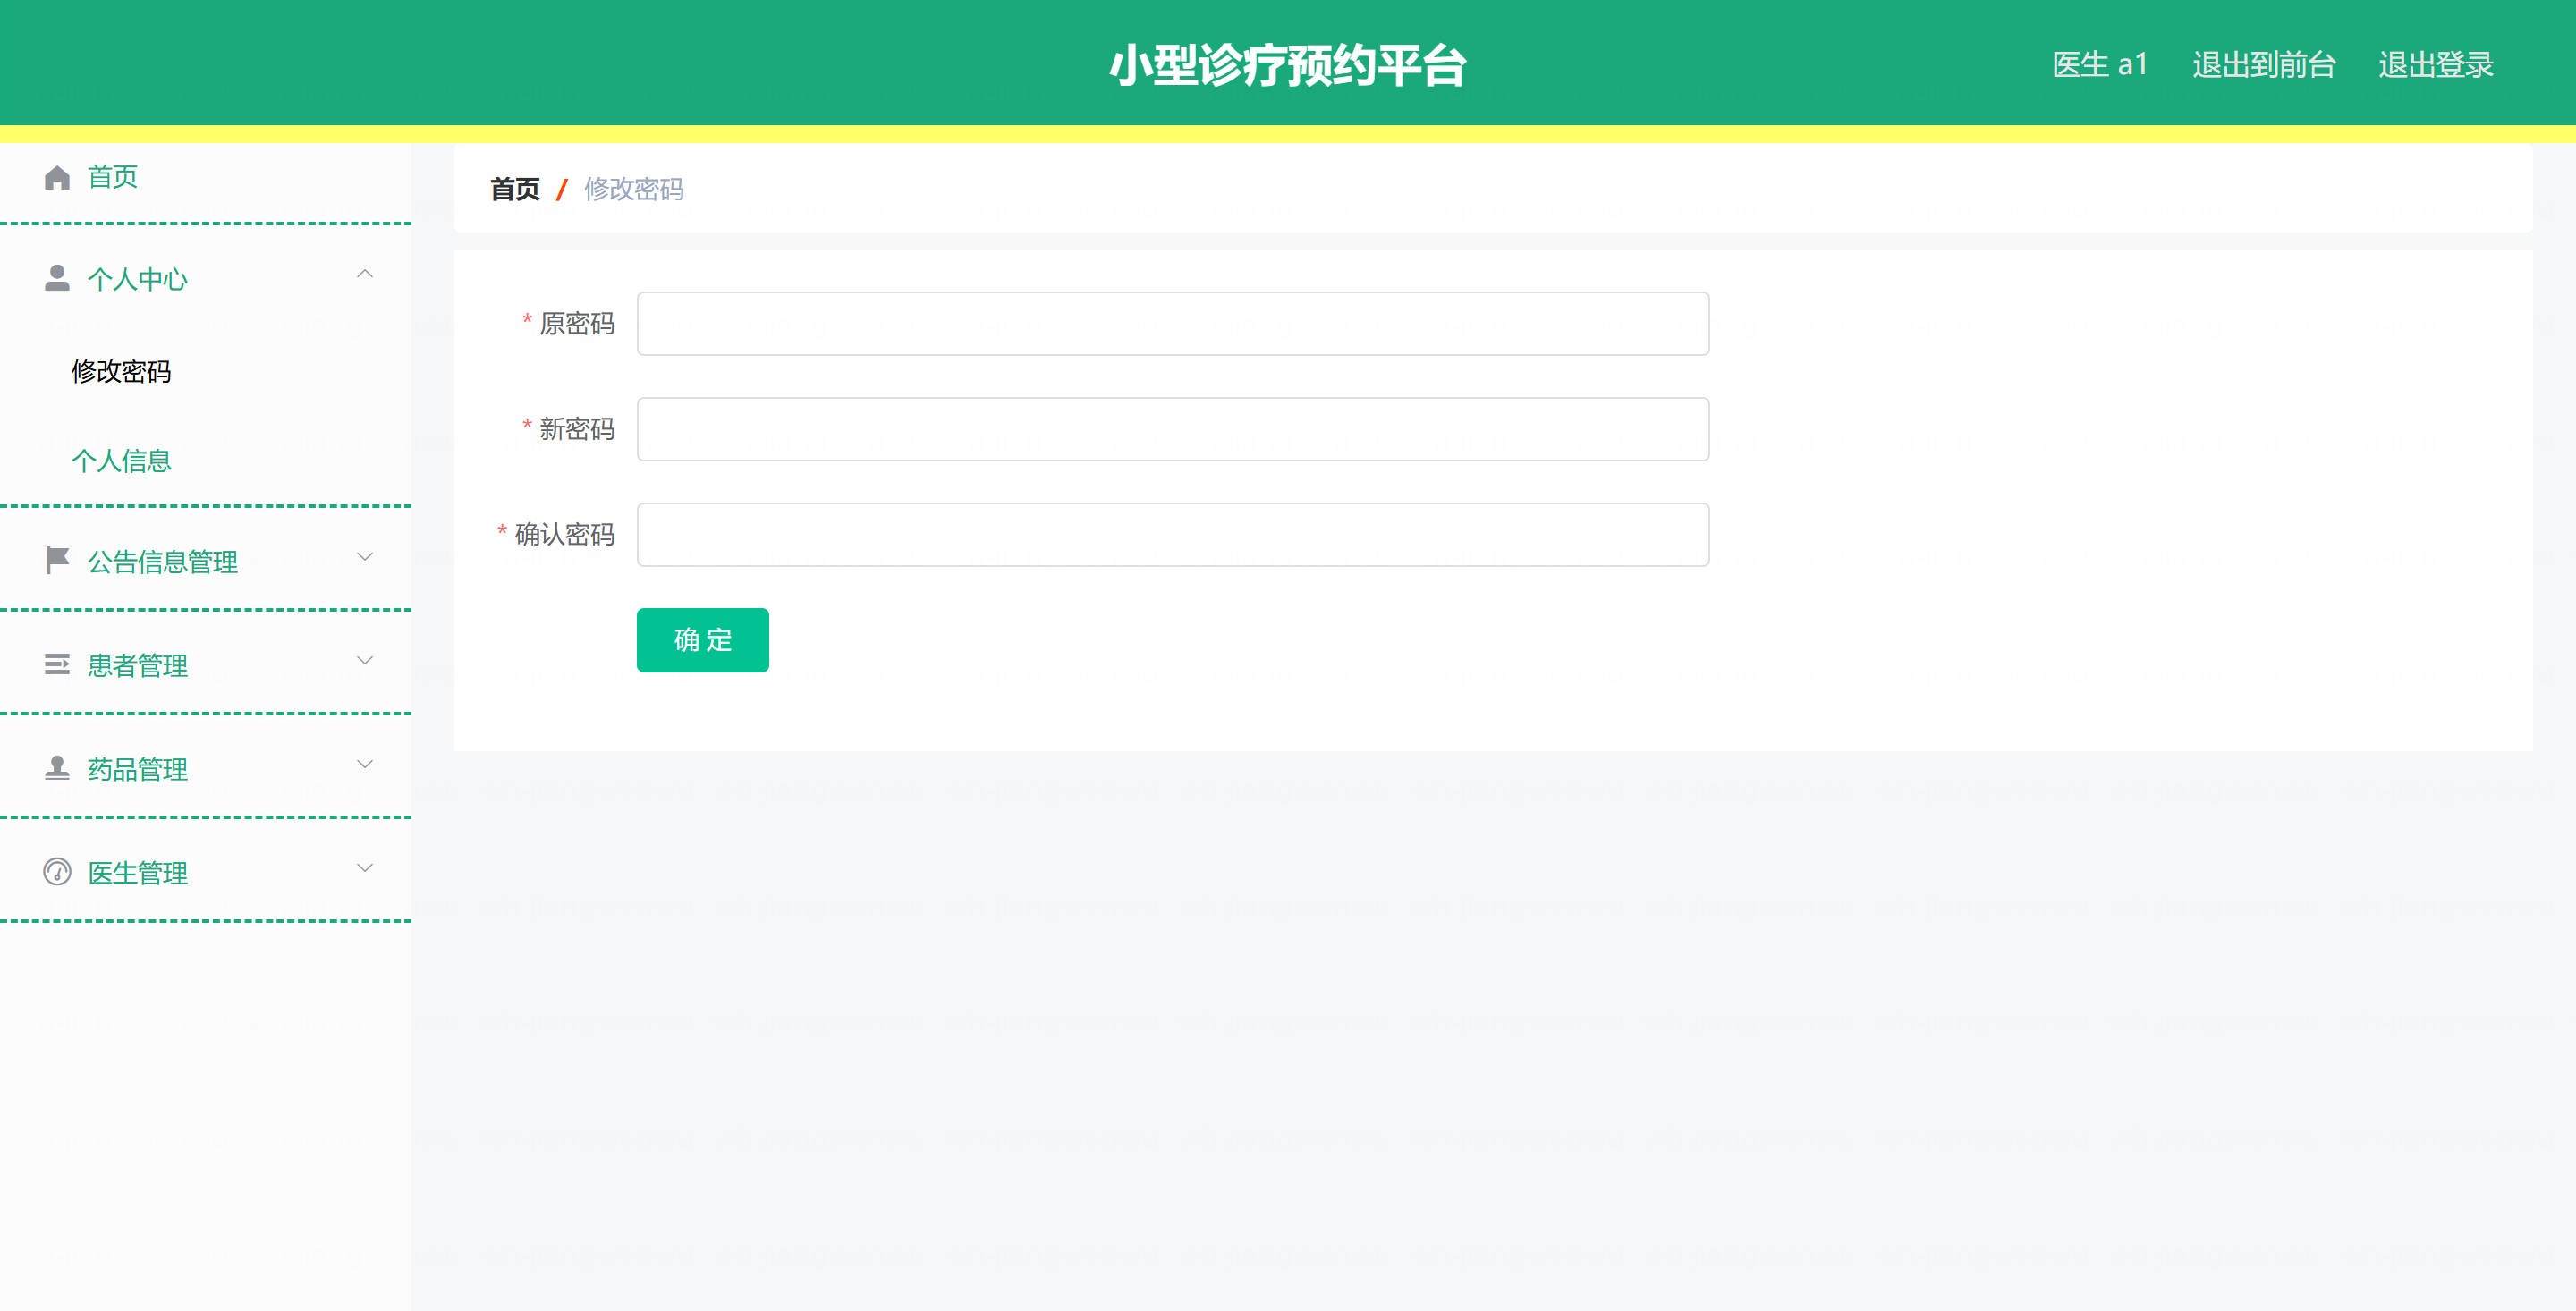 小型诊疗预约平台
医生 a1 退出到前台 退出登录
首页
个人中心
修改密码
个人信息
公告信息管理
患者管理
药品管理
医生管理
首页 / 修改密码
* 原密码
* 新密码
* 确认密码
确 定